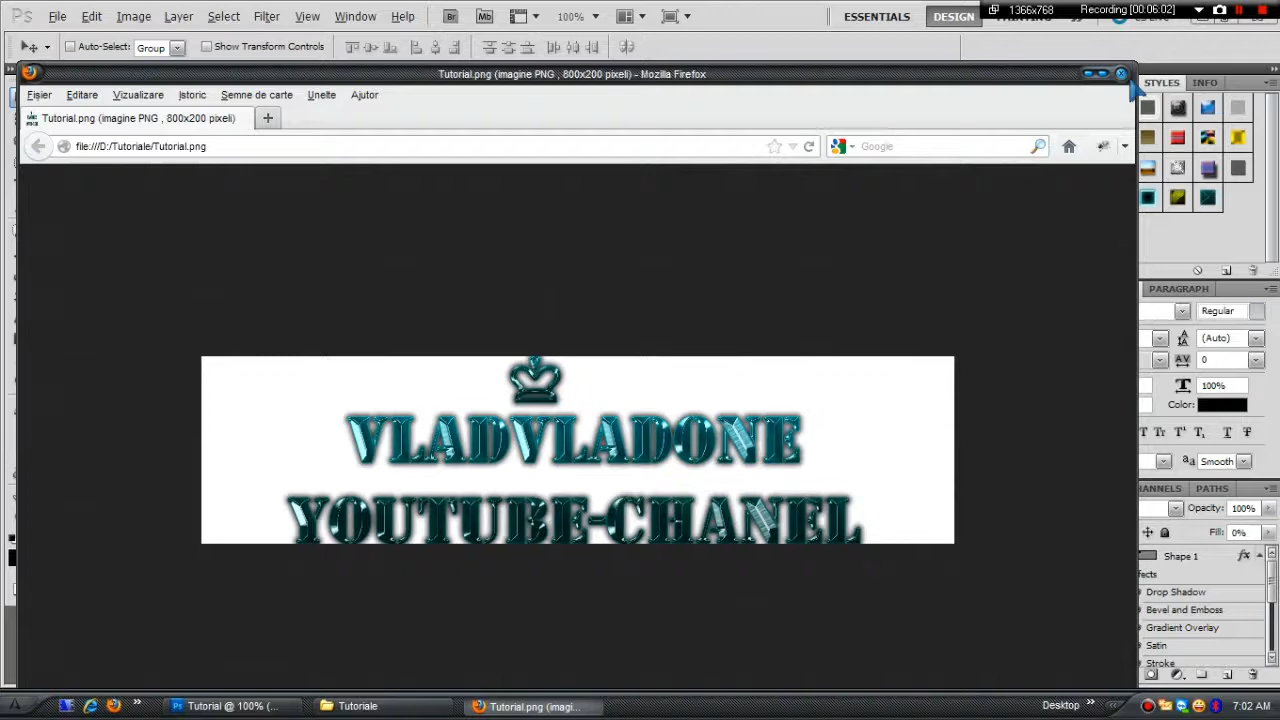 Ps File Edit Image Layer Select Filter View Window Help Br Mb 100% ESSENTIALS DESIGN
1366x768 Recording [00:06:02]
Auto-Select: Group Show Transform Controls
Tutorial.png (imagine PNG , 800x200 pixeli) - Mozilla Firefox
STYLES INFO
Fișier Editare Vizualizare Istoric Semne de carte Unelte Ajutor
Tutorial.png (imagine PNG , 800x200 pixeli)
file:///D:/Tutoriale/Tutorial.png Google
PARAGRAPH
Regular
(Auto)
0
100%
Color:
Smooth
VLADVLADONE
YOUTUBE-CHANEL
CHANNELS PATHS
Opacity: 100%
Fill: 0%
Shape 1 fx
Drop Shadow
Bevel and Emboss
Gradient Overlay
Satin
Stroke
Tutorial @ 100% (... Tutoriale Tutorial.png (imagi... Desktop 7:02 AM